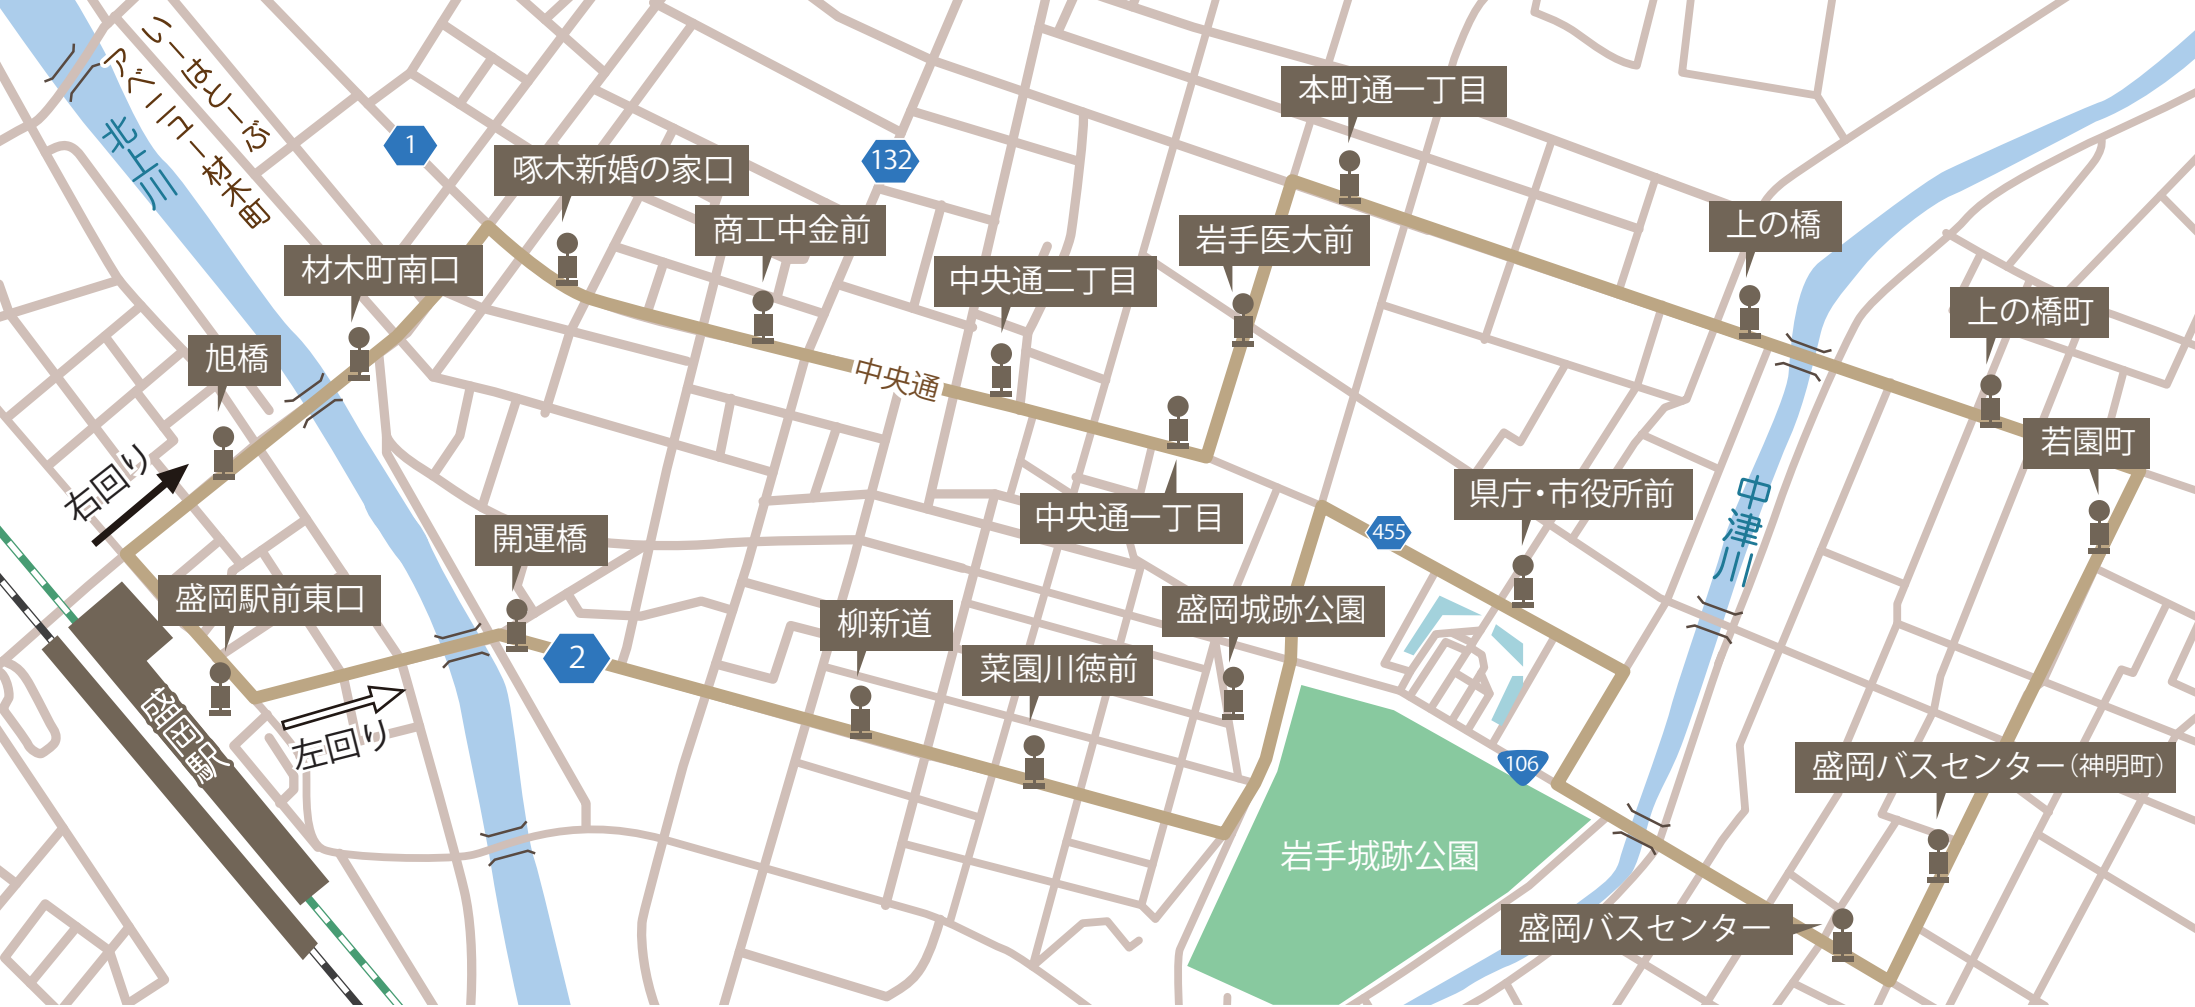 いーはとーぶ
アベニュー材木町
北上川
1
132
啄木新婚の家口
商工中金前
材木町南口
旭橋
中央通二丁目
岩手医大前
本町通一丁目
上の橋
上の橋町
若園町
中央通
右回り
中央通一丁目
県庁・市役所前
455
中津川
開運橋
盛岡駅前東口
2
柳新道
菜園川徳前
盛岡城跡公園
左回り
盛岡駅
106
盛岡バスセンター(神明町)
岩手城跡公園
盛岡バスセンター